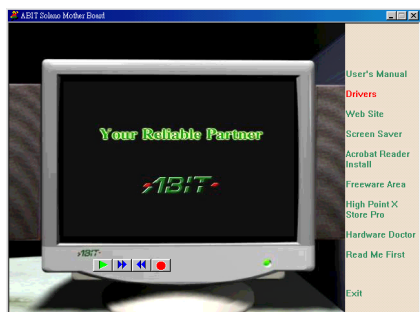 ABIT Soleno Mother Board
User's Manual
Drivers
Your Reliable Partner
Web Site
Screen Saver
Acrobat Reader
Install
ABIT
Freeware Area
High Point X
Store Pro
Hardware Doctor
Read Me First
ABIT
Exit